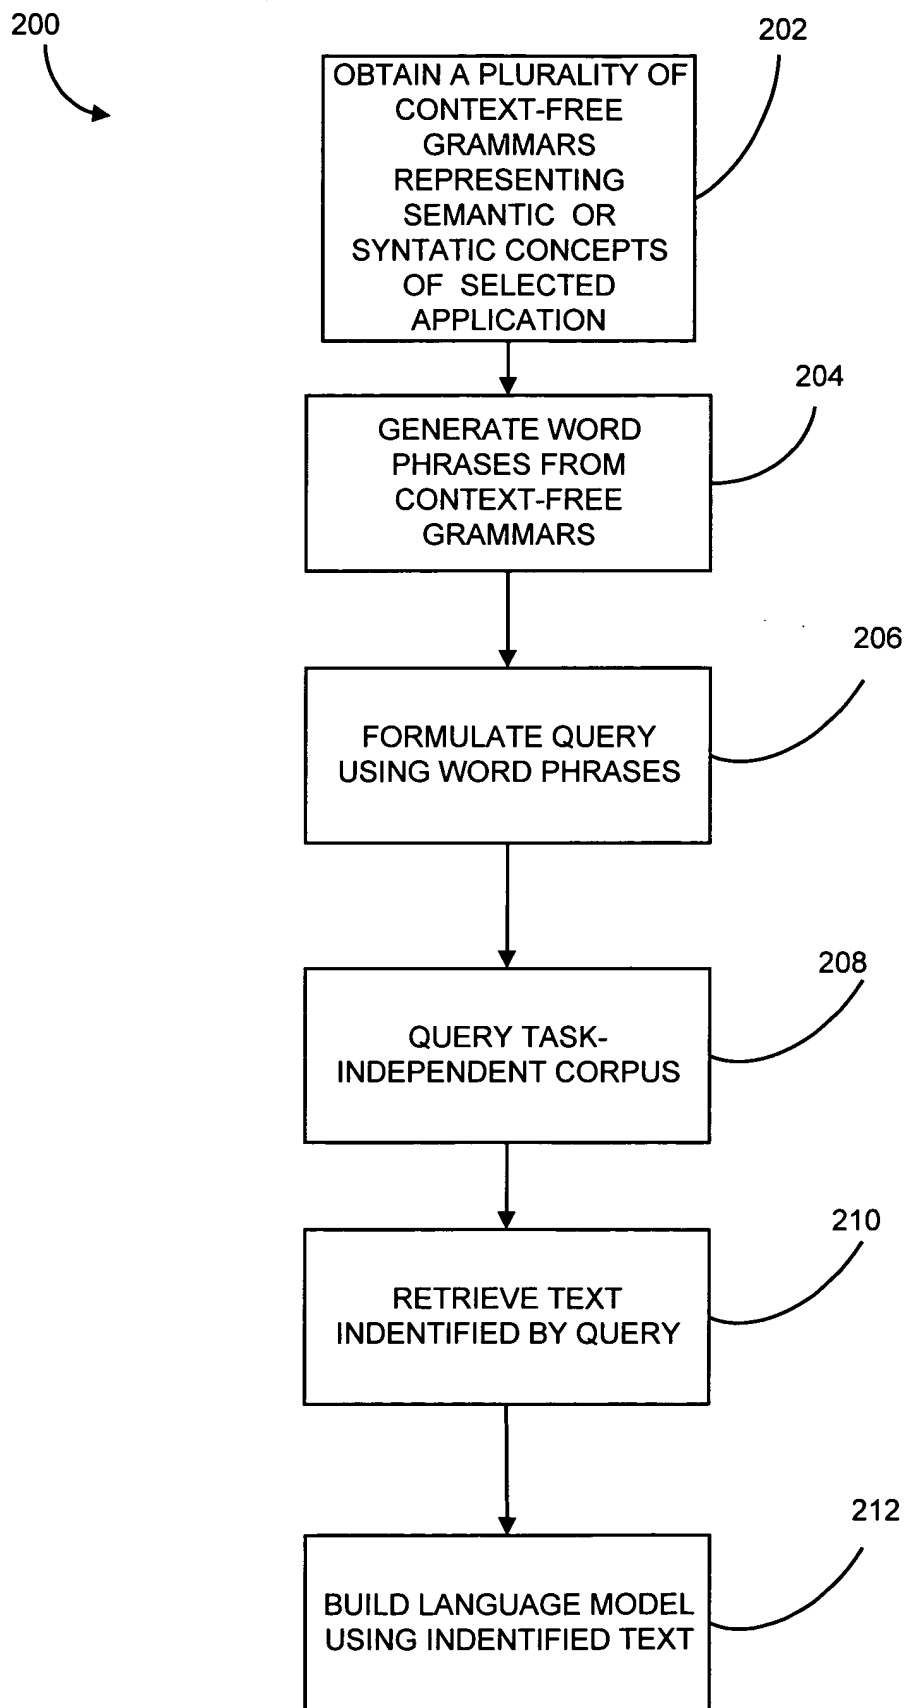 200
202
OBTAIN A PLURALITY OF
CONTEXT-FREE
GRAMMARS
REPRESENTING
SEMANTIC OR
SYNTATIC CONCEPTS
OF SELECTED
APPLICATION
204
GENERATE WORD
PHRASES FROM
CONTEXT-FREE
GRAMMARS
206
FORMULATE QUERY
USING WORD PHRASES
208
QUERY TASK-
INDEPENDENT CORPUS
210
RETRIEVE TEXT
INDENTIFIED BY QUERY
212
BUILD LANGUAGE MODEL
USING INDENTIFIED TEXT